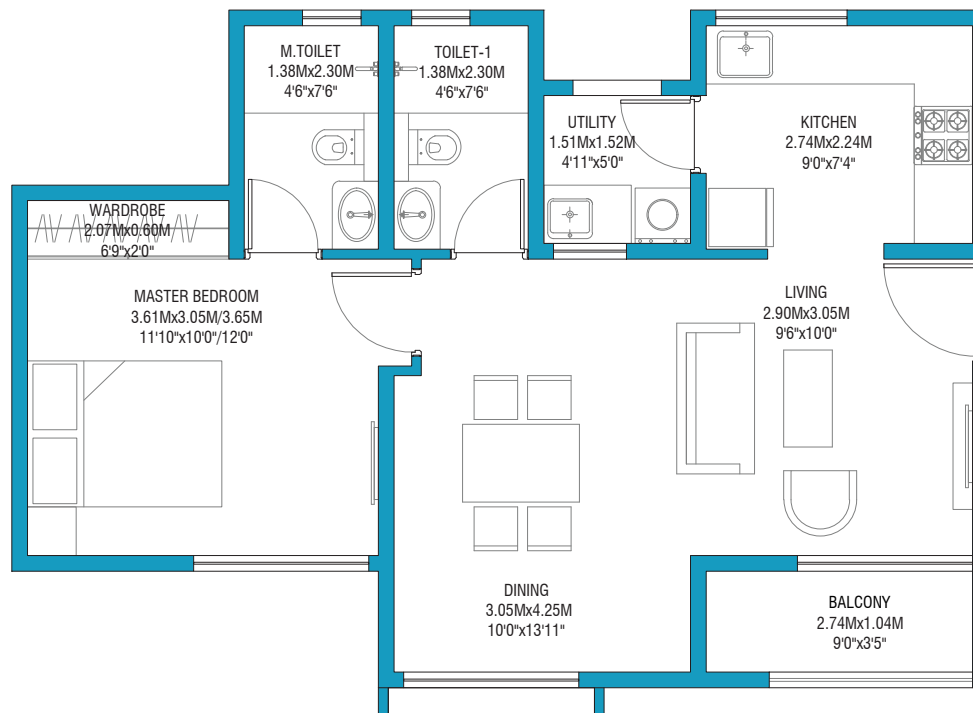 M.TOILET
1.38Mx2.30M
4'6"x7'6"
TOILET-1
1.38Mx2.30M
4'6"x7'6"
UTILITY
1.51Mx1.52M
4'11"x5'0"
KITCHEN
2.74Mx2.24M
9'0"x7'4"
WARDROBE
2.07Mx0.60M
6'9"x2'0"
MASTER BEDROOM
3.61Mx3.05M/3.65M
11'10"x10'0"/12'0"
LIVING
2.90Mx3.05M
9'6"x10'0"
DINING
3.05Mx4.25M
10'0"x13'11"
BALCONY
2.74Mx1.04M
9'0"x3'5"